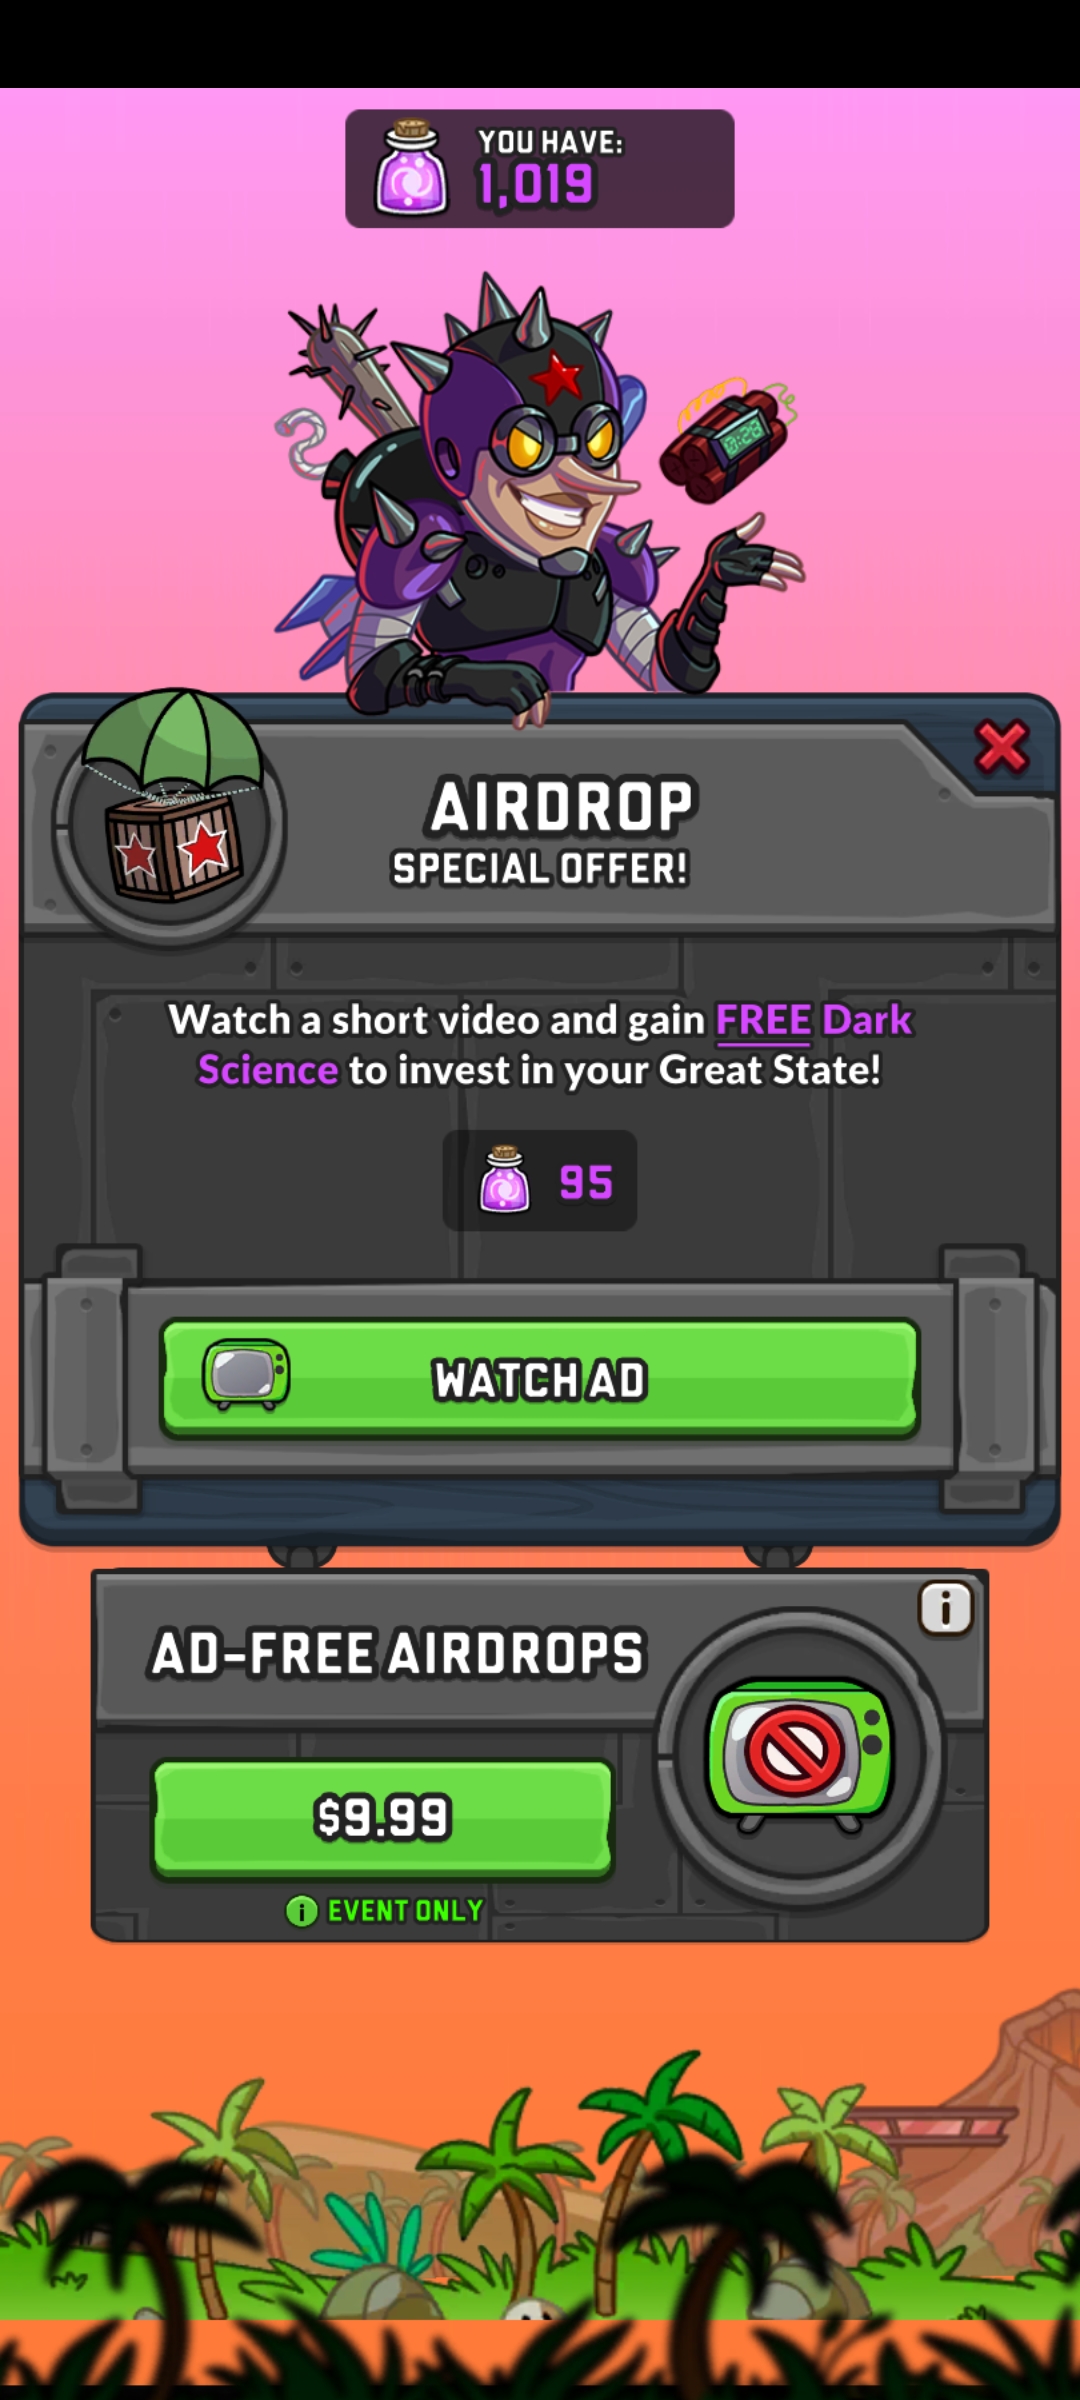 YOU HAVE:
1,019
0:28
AIRDROP
SPECIAL OFFER!
Watch a short video and gain FREE Dark
Science to invest in your Great State!
95
WATCH AD
AD-FREE AIRDROPS
$9.99
EVENT ONLY